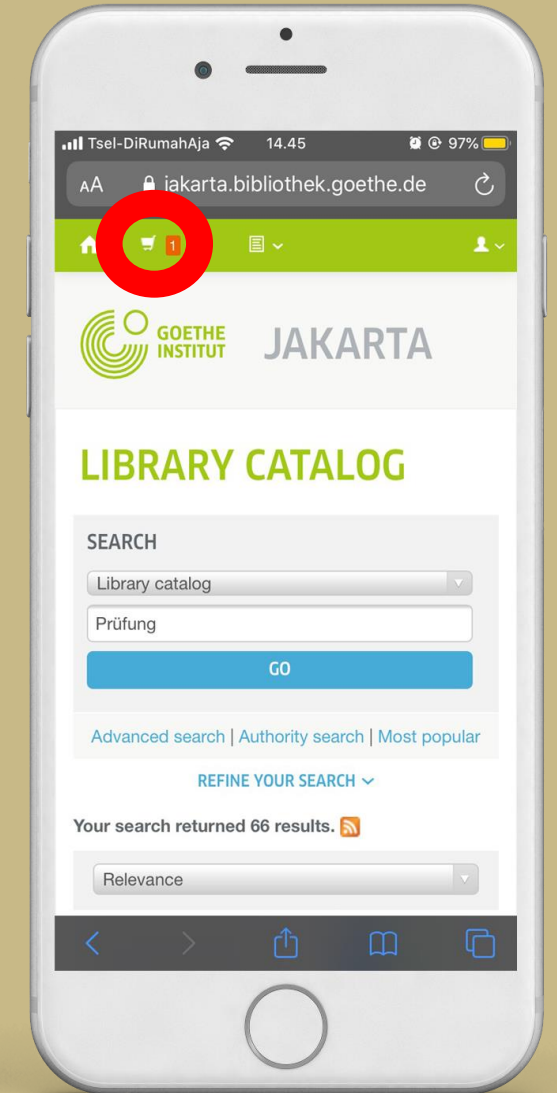 Tsel-DiRumahAja 14.45 97%
AA jakarta.bibliothek.goethe.de
1
GOETHE
INSTITUT
JAKARTA
LIBRARY CATALOG
SEARCH
Library catalog
Prüfung
GO
Advanced search | Authority search | Most popular
REFINE YOUR SEARCH
Your search returned 66 results.
Relevance